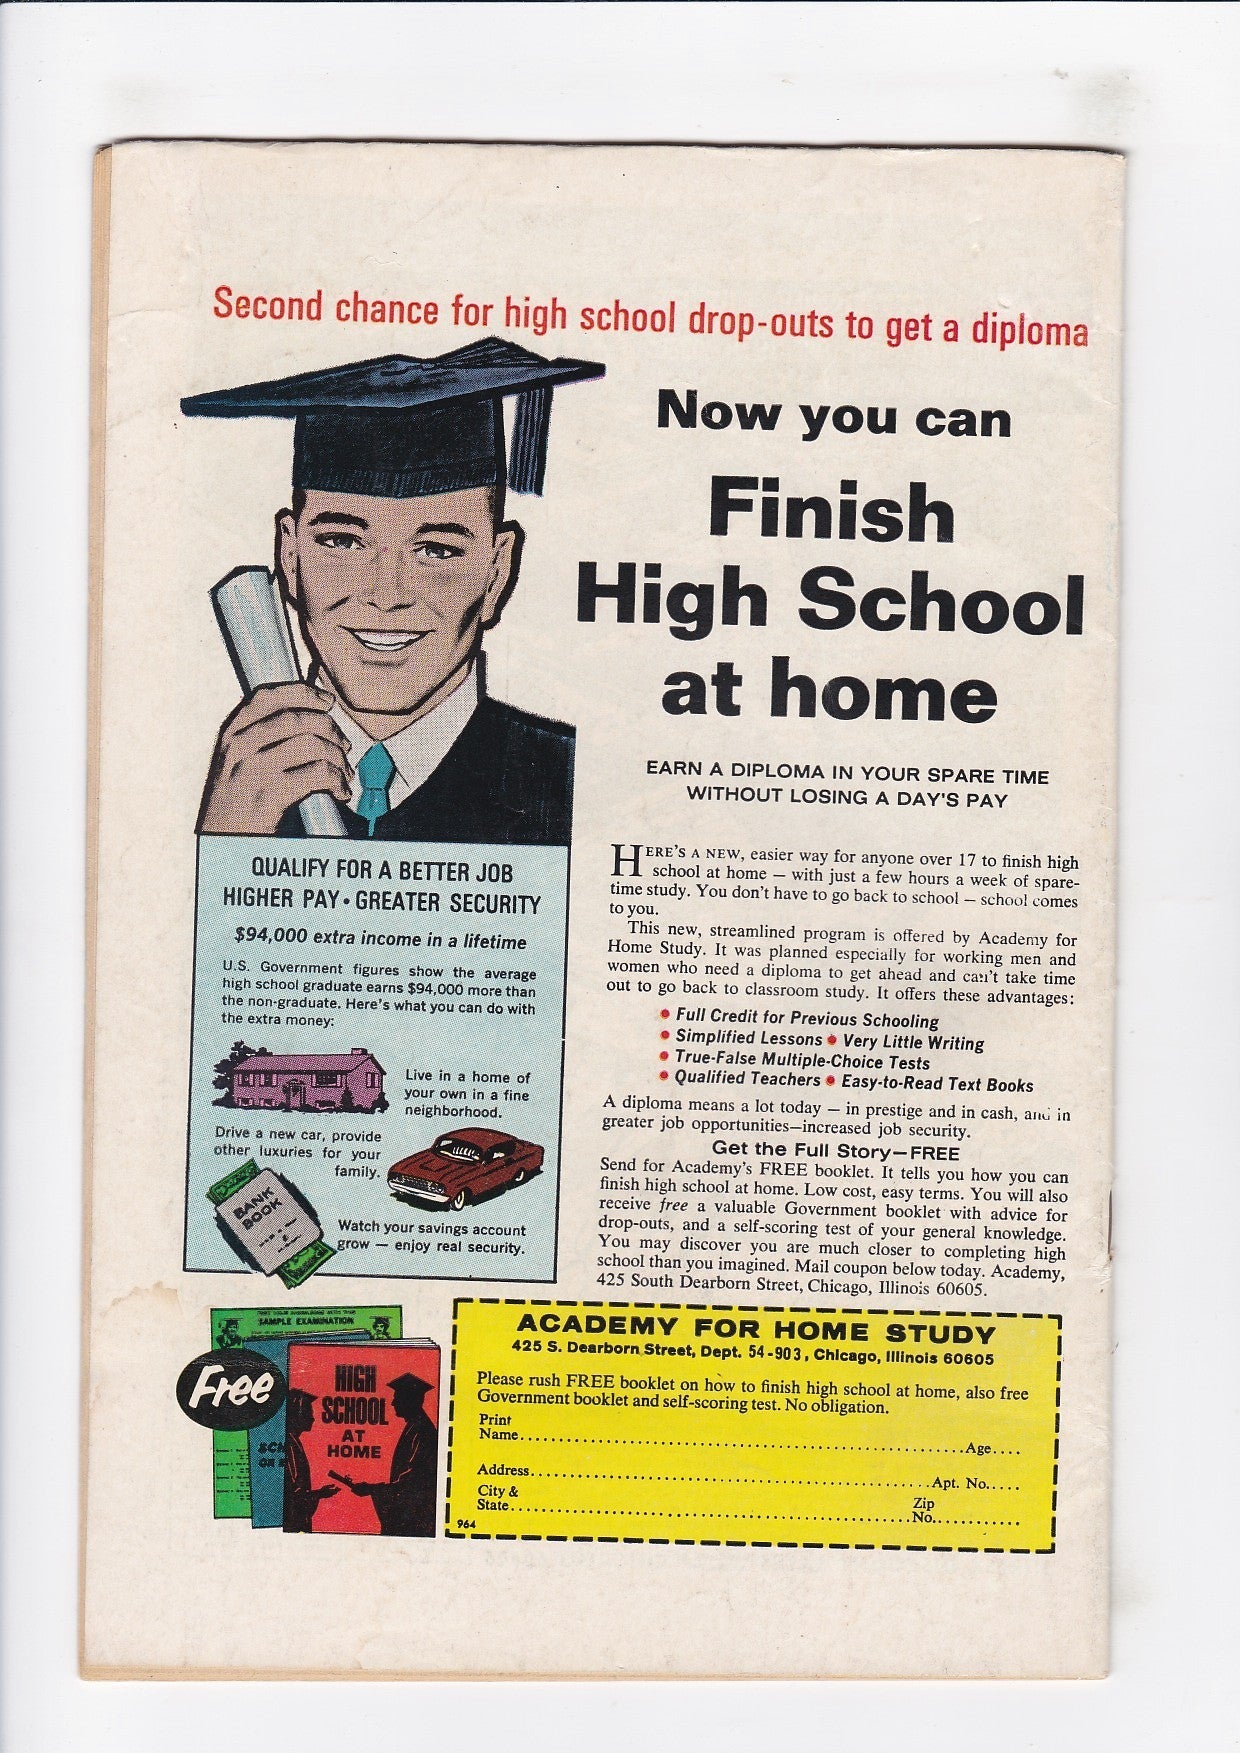 Second chance for high school drop-outs to get a diploma
Now you can
Finish
High School
at home
EARN A DIPLOMA IN YOUR SPARE TIME
WITHOUT LOSING A DAY'S PAY
HERE'S A NEW, easier way for anyone over 17 to finish high
school at home — with just a few hours a week of spare-
time study. You don't have to go back to school — school comes
to you.
This new, streamlined program is offered by Academy for
Home Study. It was planned especially for working men and
women who need a diploma to get ahead and can't take time
out to go back to classroom study. It offers these advantages:
• Full Credit for Previous Schooling
• Simplified Lessons • Very Little Writing
• True-False Multiple-Choice Tests
• Qualified Teachers • Easy-to-Read Text Books
A diploma means a lot today — in prestige and in cash, and in
greater job opportunities—increased job security.
Get the Full Story—FREE
Send for Academy's FREE booklet. It tells you how you can
finish high school at home. Low cost, easy terms. You will also
receive free a valuable Government booklet with advice for
drop-outs, and a self-scoring test of your general knowledge.
You may discover you are much closer to completing high
school than you imagined. Mail coupon below today. Academy,
425 South Dearborn Street, Chicago, Illinois 60605.
QUALIFY FOR A BETTER JOB
HIGHER PAY • GREATER SECURITY
$94,000 extra income in a lifetime
U.S. Government figures show the average
high school graduate earns $94,000 more than
the non-graduate. Here's what you can do with
the extra money:
Live in a home of
your own in a fine
neighborhood.
Drive a new car, provide
other luxuries for your
family.
BANK
BOOK
Watch your savings account
grow — enjoy real security.
SAMPLE EXAMINATION
Free
HIGH
SCHOOL
AT
HOME
ACADEMY FOR HOME STUDY
425 S. Dearborn Street, Dept. 54-903, Chicago, Illinois 60605
Please rush FREE booklet on how to finish high school at home, also free
Government booklet and self-scoring test. No obligation.
Print
Name.......... Age....
Address.......... Apt. No.....
City &
State.......... Zip
No...........
964